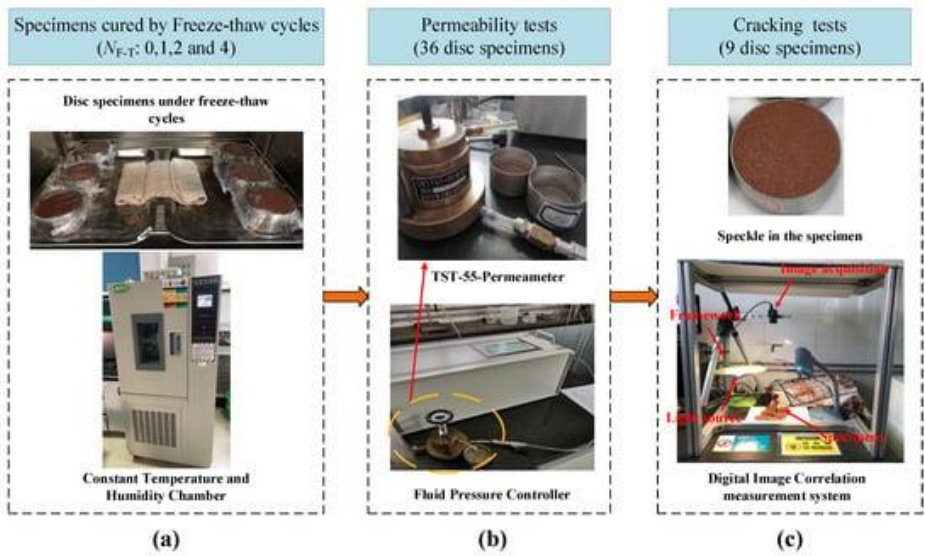 Specimens cured by Freeze-thaw cycles
(N_F-T: 0,1,2 and 4)
Permeability tests
(36 disc specimens)
Cracking tests
(9 disc specimens)
Disc specimens under freeze-thaw
cycles
Constant Temperature and
Humidity Chamber
TST-55-Permeameter
Fluid Pressure Controller
Speckle in the specimen
Image acquisition
Framework
Light source
Specimens
Digital Image Correlation
measurement system
(a)
(b)
(c)